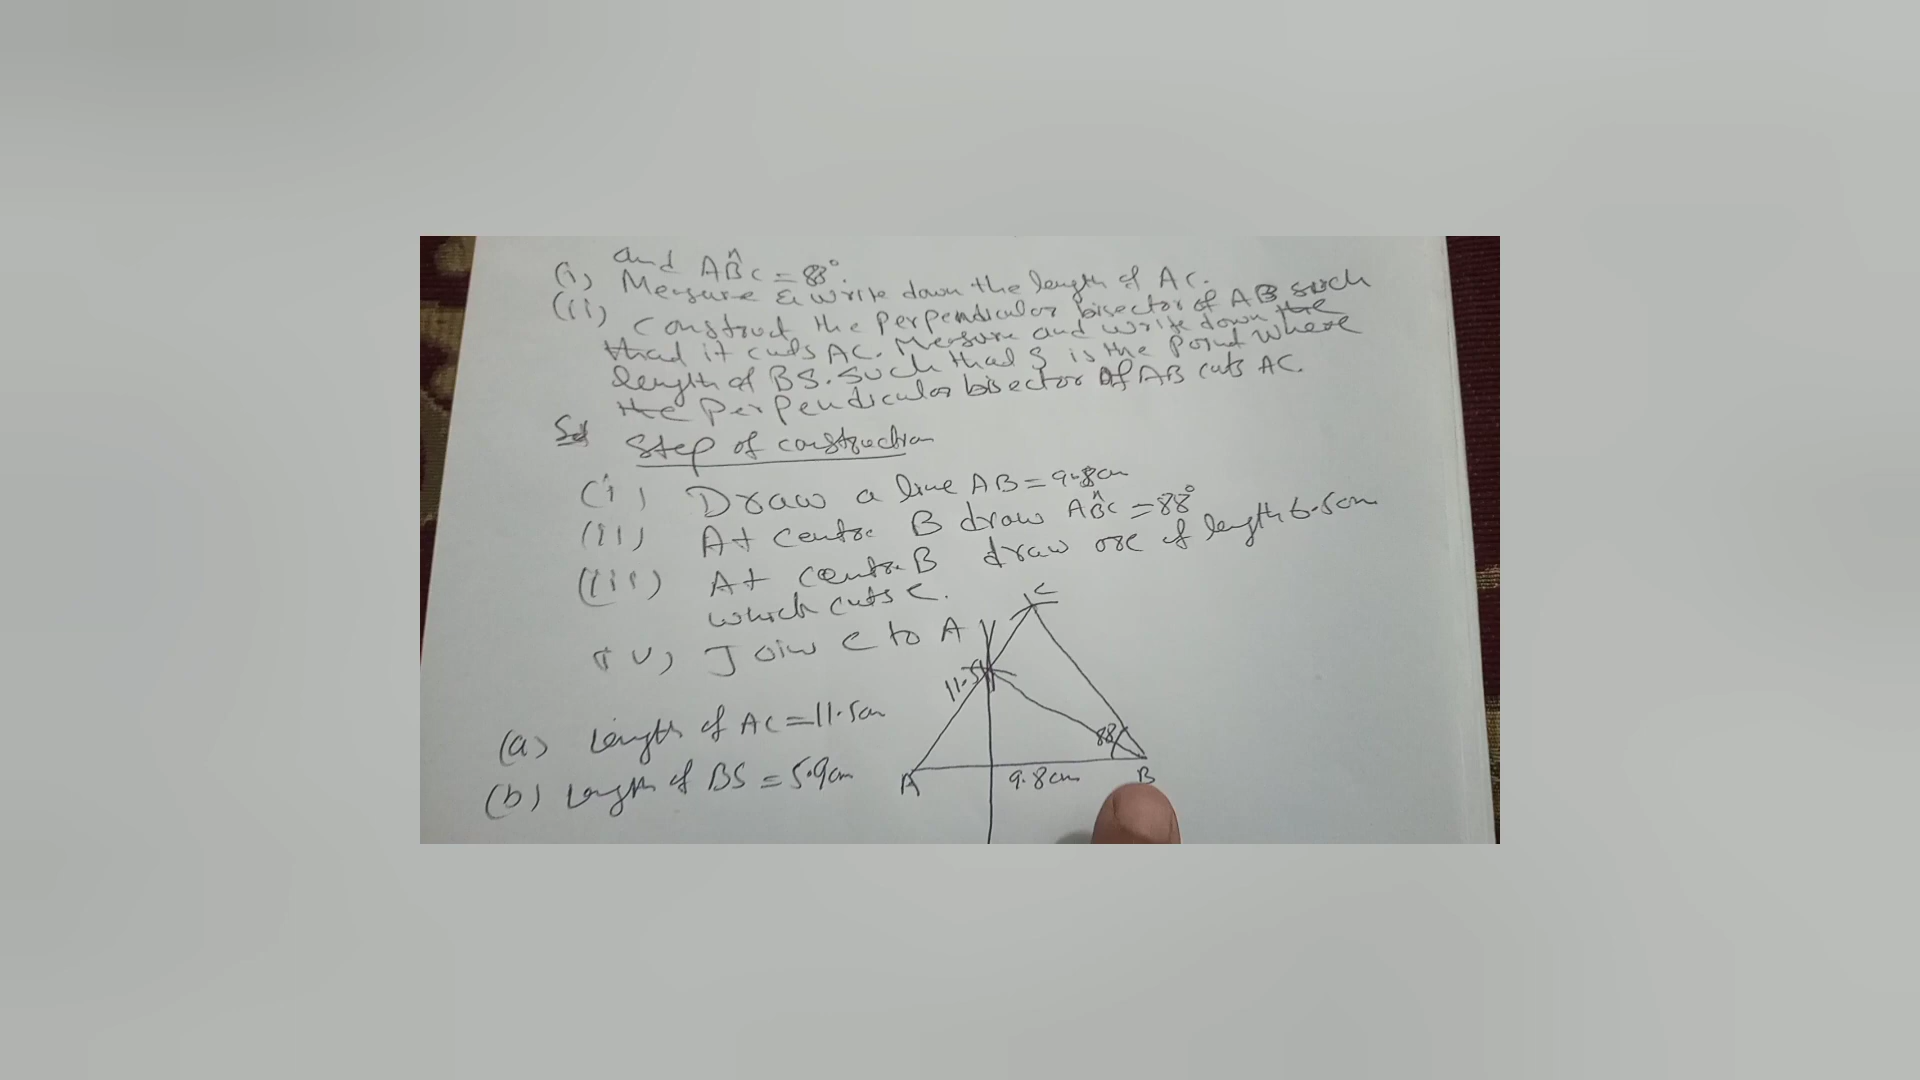 and AB̂C = 88°.
(i) Measure & write down the length of AC.
(ii) Construct the perpendicular bisector of AB such
that it cuts AC. Measure and write down the
length of BS. such that S is the point where
the perpendicular bisector of AB cuts AC.
Sol Step of construction
(i) Draw a line AB = 9.8cm
(ii) At centre B draw AB̂C = 88°
(iii) At centre B draw arc of length 6.5cm
which cuts C.
iv) Join C to A
(a) Length of AC = 11.5cm
(b) Length of BS = 5.9cm
C
11.5
88
A
9.8cm
B